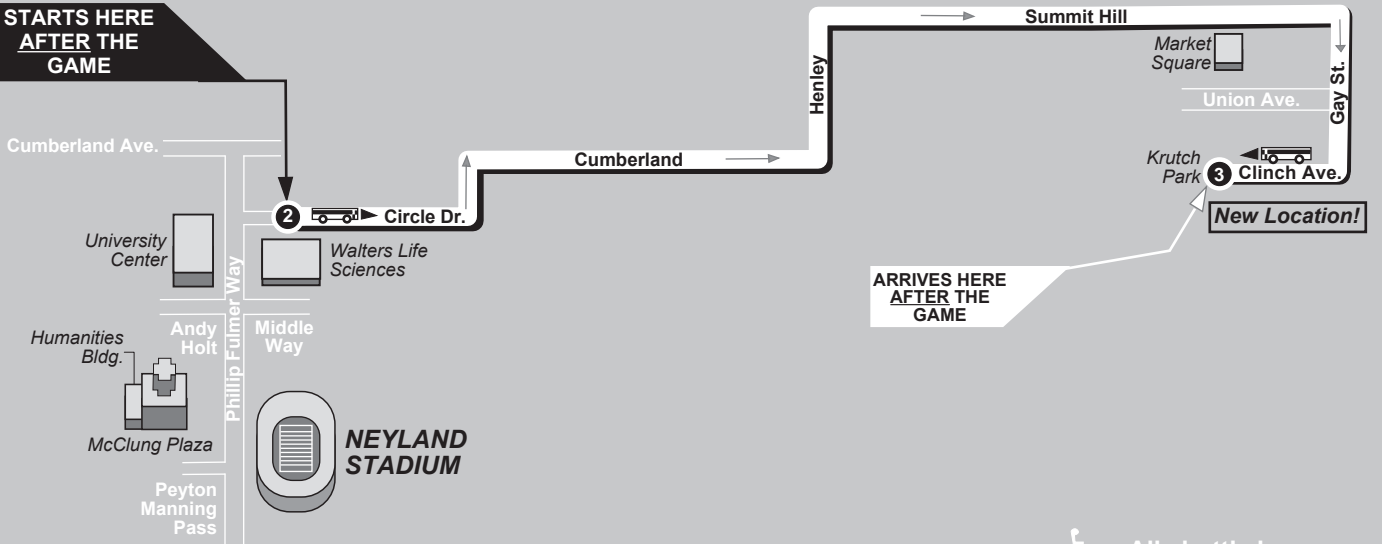 STARTS HERE
AFTER THE
GAME
Summit Hill
Market
Square
Henley
Gay St.
Union Ave.
Cumberland Ave.
Cumberland
Krutch
Park
3
Clinch Ave.
2
Circle Dr.
New Location!
University
Center
Walters Life
Sciences
Phillip Fulmer Way
ARRIVES HERE
AFTER THE
GAME
Andy
Holt
Middle
Way
Humanities
Bldg.
McClung Plaza
NEYLAND
STADIUM
Peyton
Manning
Pass